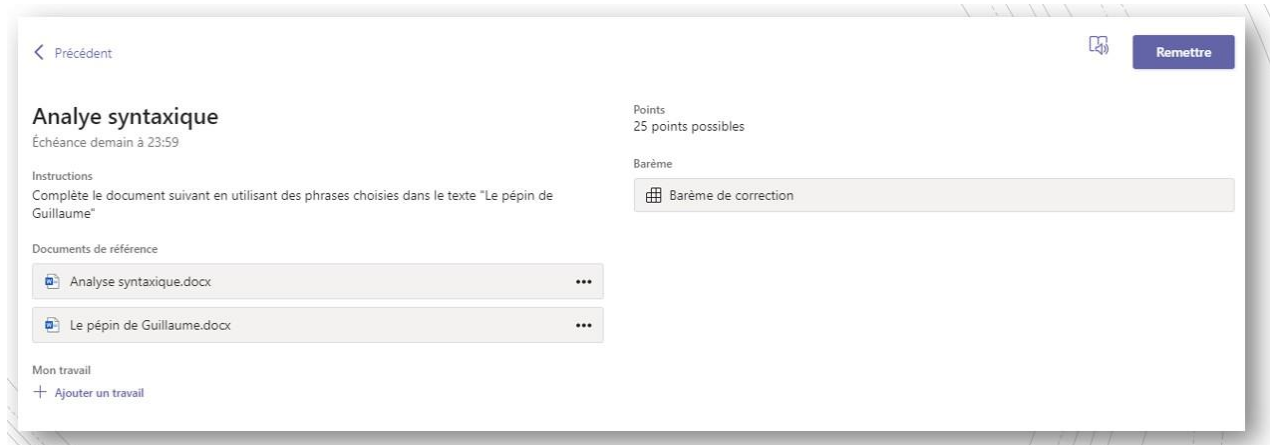 Précédent
Remettre
Analye syntaxique
Échéance demain à 23:59
Instructions
Complète le document suivant en utilisant des phrases choisies dans le texte "Le pépin de
Guillaume"
Documents de référence
Analyse syntaxique.docx
Le pépin de Guillaume.docx
Mon travail
+ Ajouter un travail
Points
25 points possibles
Barème
Barème de correction